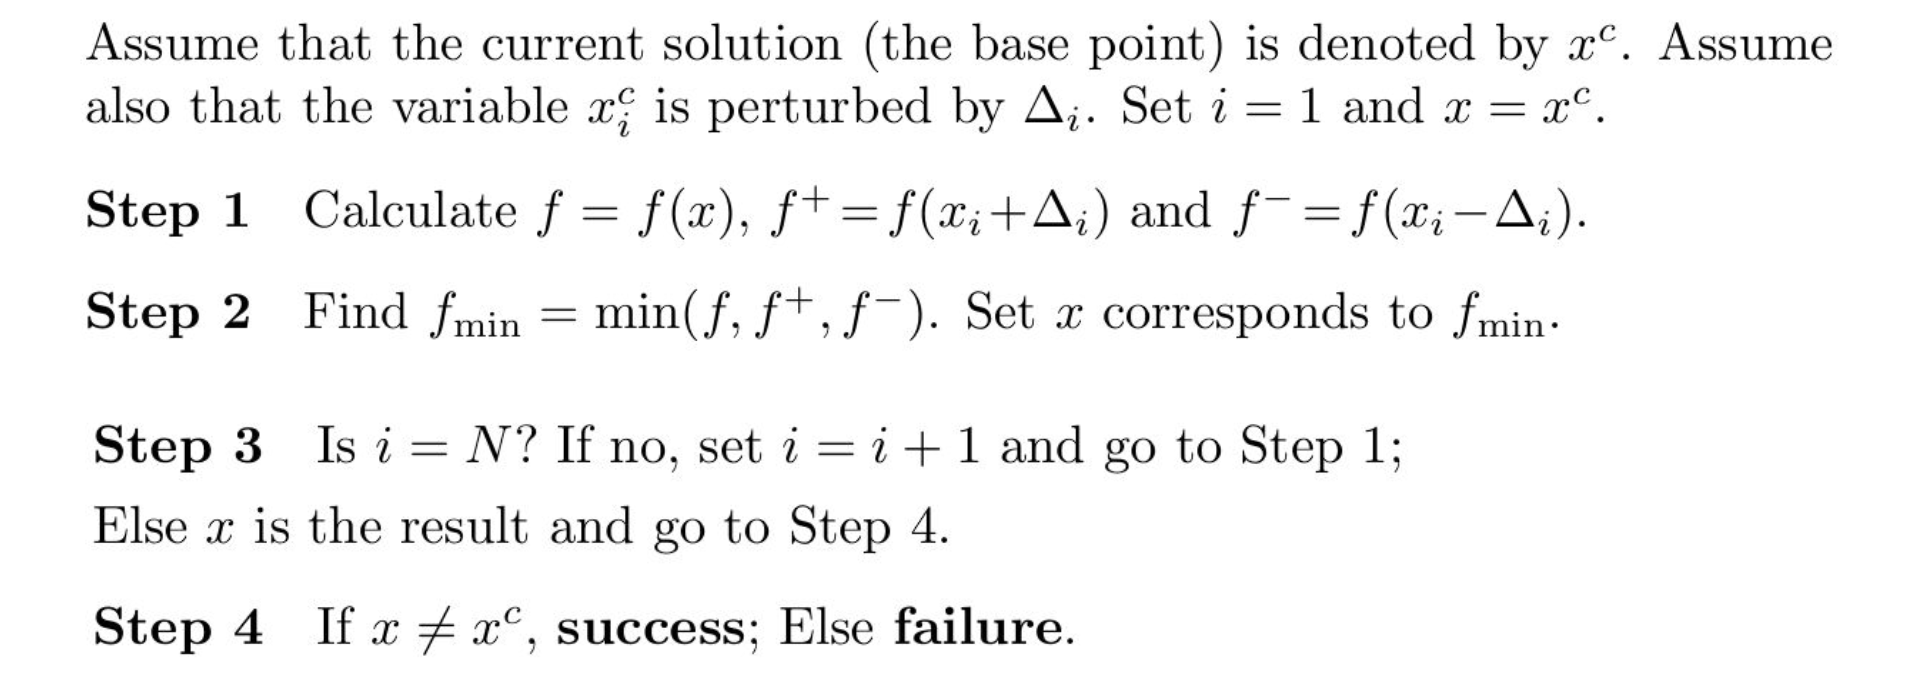 Assume that the current solution (the base point) is denoted by $x^c$. Assume
also that the variable $x_i^c$ is perturbed by $\Delta_i$. Set $i = 1$ and $x = x^c$.
Step 1 Calculate $f = f(x)$, $f^+ = f(x_i + \Delta_i)$ and $f^- = f(x_i - \Delta_i)$.
Step 2 Find $f_{\min} = \min(f, f^+, f^-)$. Set $x$ corresponds to $f_{\min}$.
Step 3 Is $i = N$? If no, set $i = i + 1$ and go to Step 1;
Else $x$ is the result and go to Step 4.
Step 4 If $x \neq x^c$, success; Else failure.